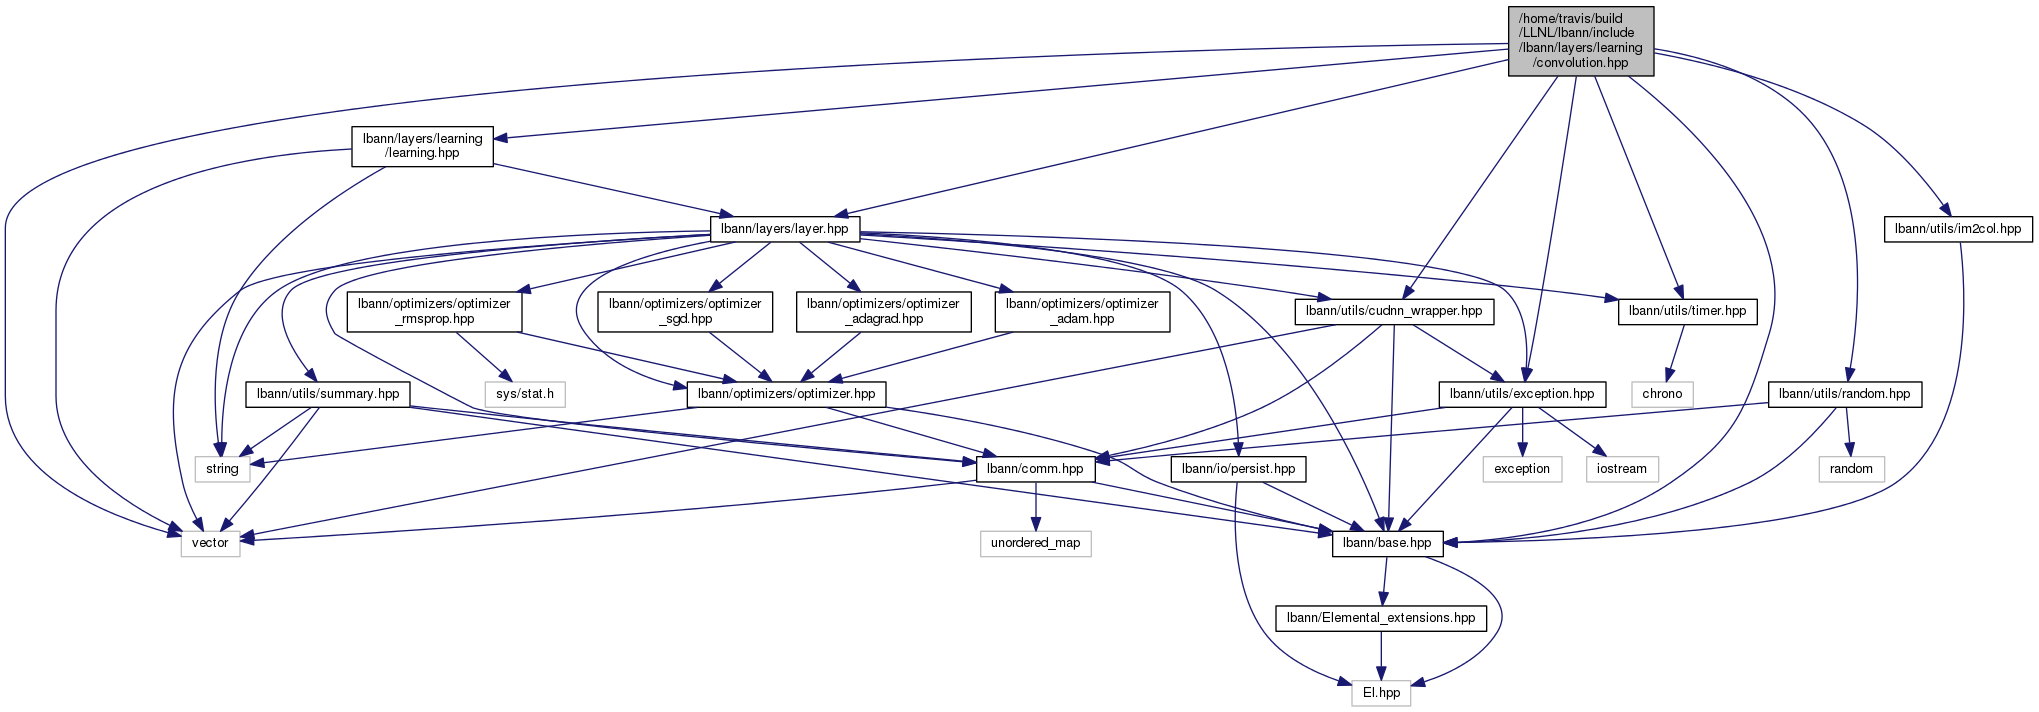 /home/travis/build
/LLNL/lbann/include
/lbann/layers/learning
/convolution.hpp
lbann/layers/learning
/learning.hpp
lbann/layers/layer.hpp
lbann/utils/im2col.hpp
lbann/optimizers/optimizer
_rmsprop.hpp
lbann/optimizers/optimizer
_sgd.hpp
lbann/optimizers/optimizer
_adagrad.hpp
lbann/optimizers/optimizer
_adam.hpp
lbann/utils/cudnn_wrapper.hpp
lbann/utils/timer.hpp
lbann/utils/summary.hpp
sys/stat.h
lbann/optimizers/optimizer.hpp
lbann/utils/exception.hpp
chrono
lbann/utils/random.hpp
string
lbann/comm.hpp
lbann/io/persist.hpp
exception
iostream
random
vector
unordered_map
lbann/base.hpp
lbann/Elemental_extensions.hpp
El.hpp